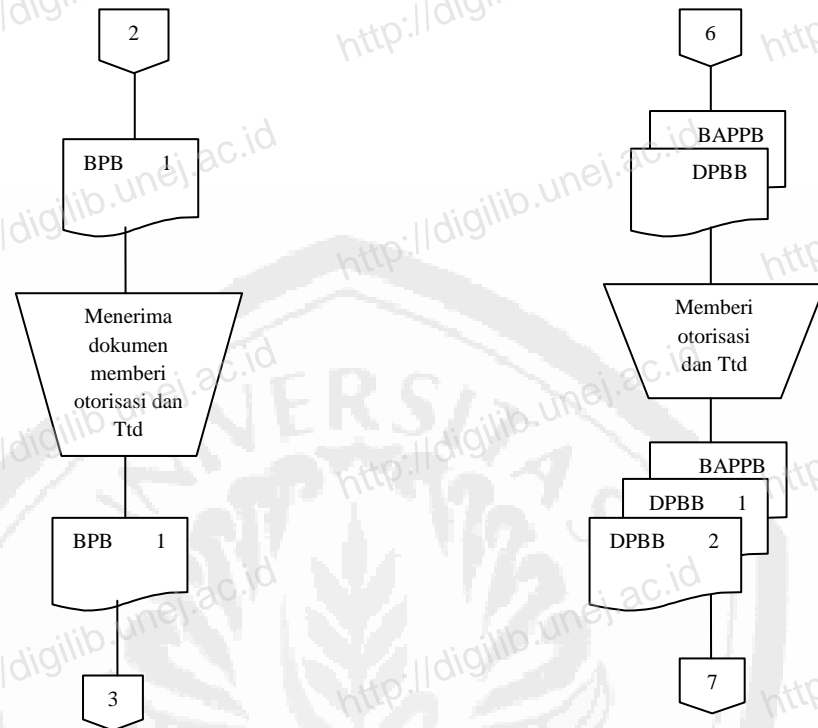 2
BPB 1
Menerima
dokumen
memberi
otorisasi dan
Ttd
BPB 1
3
6
BAPPB
DPBB
Memberi
otorisasi
dan Ttd
BAPPB
DPBB 1
DPBB 2
7
http://digilib.unej.ac.id
UNIVERSITAS